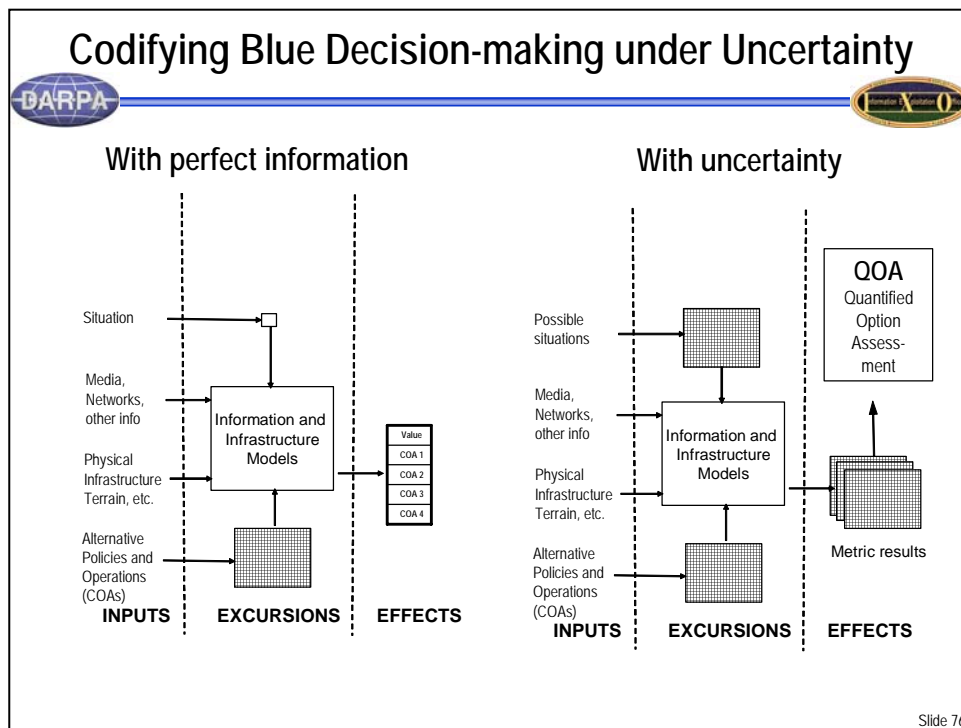 Codifying Blue Decision-making under Uncertainty
DARPA
I X O
With perfect information
Situation
Media,
Networks,
other info
Physical
Infrastructure
Terrain, etc.
Alternative
Policies and
Operations
(COAs)
Information and
Infrastructure
Models
Value
COA 1
COA 2
COA 3
COA 4
INPUTS
EXCURSIONS
EFFECTS
With uncertainty
Possible
situations
Media,
Networks,
other info
Physical
Infrastructure
Terrain, etc.
Alternative
Policies and
Operations
(COAs)
Information and
Infrastructure
Models
QOA
Quantified
Option
Assess-
ment
Metric results
INPUTS
EXCURSIONS
EFFECTS
Slide 76